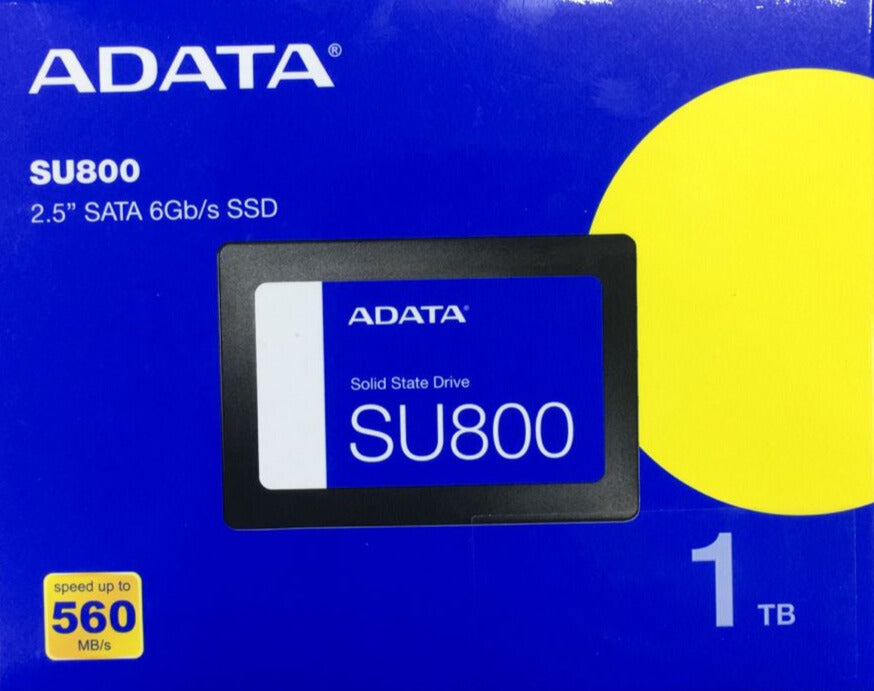 ADATA®
SU800
2.5” SATA 6Gb/s SSD
ADATA®
Solid State Drive
SU800
speed up to
560
MB/s
1 TB